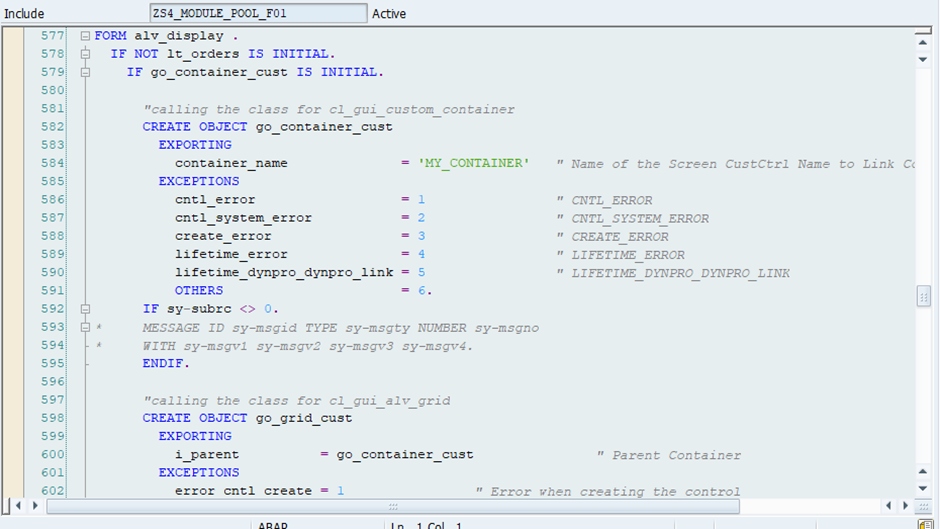 Include ZS4_MODULE_POOL_F01 Active
577 FORM alv_display .
578 IF NOT lt_orders IS INITIAL.
579 IF go_container_cust IS INITIAL.
580
581 "calling the class for cl_gui_custom_container
582 CREATE OBJECT go_container_cust
583 EXPORTING
584 container_name = 'MY_CONTAINER' " Name of the Screen CustCtrl Name to Link Co
585 EXCEPTIONS
586 cntl_error = 1 " CNTL_ERROR
587 cntl_system_error = 2 " CNTL_SYSTEM_ERROR
588 create_error = 3 " CREATE_ERROR
589 lifetime_error = 4 " LIFETIME_ERROR
590 lifetime_dynpro_dynpro_link = 5 " LIFETIME_DYNPRO_DYNPRO_LINK
591 OTHERS = 6.
592 IF sy-subrc <> 0.
593 * MESSAGE ID sy-msgid TYPE sy-msgty NUMBER sy-msgno
594 * WITH sy-msgv1 sy-msgv2 sy-msgv3 sy-msgv4.
595 ENDIF.
596
597 "calling the class for cl_gui_alv_grid
598 CREATE OBJECT go_grid_cust
599 EXPORTING
600 i_parent = go_container_cust " Parent Container
601 EXCEPTIONS
602 error_cntl_create = 1 " Error when creating the control
ABAP Ln 1 Col 1